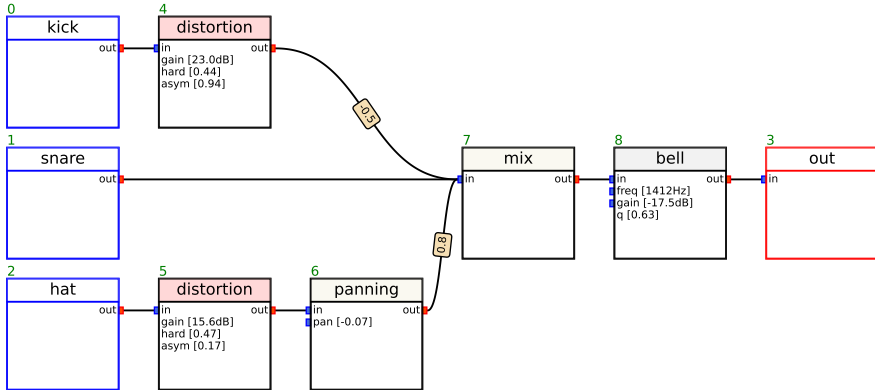 0
kick
out
4
distortion
in out
gain [23.0dB]
hard [0.44]
asym [0.94]
-0.5
1
snare
out
7
mix
in out
8
bell
in out
freq [1412Hz]
gain [-17.5dB]
q [0.63]
3
out
in
0.8
2
hat
out
5
distortion
in out
gain [15.6dB]
hard [0.47]
asym [0.17]
6
panning
in out
pan [-0.07]